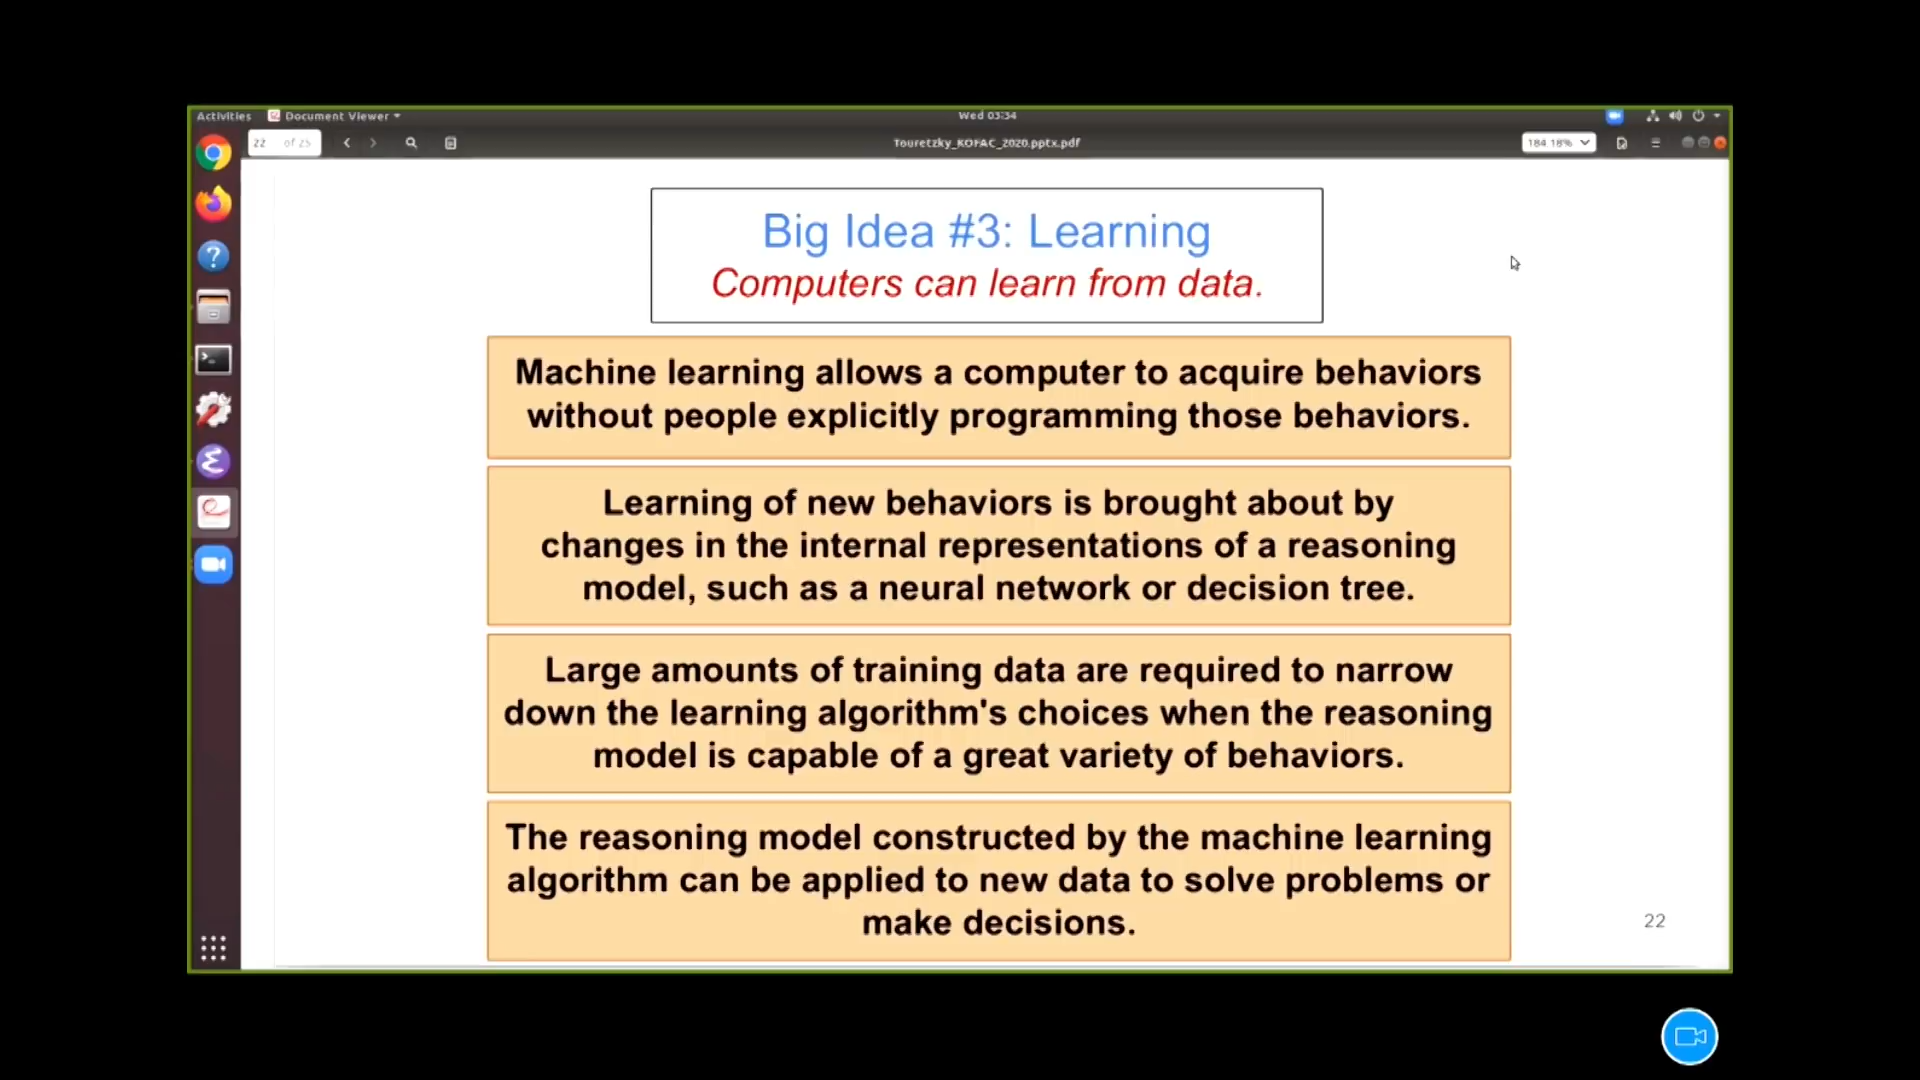 Activities Document Viewer Wed 03:34
22 of 25 Touretzky_KOFAC_2020.pptx.pdf 184.18%
Big Idea #3: Learning
Computers can learn from data.
Machine learning allows a computer to acquire behaviors
without people explicitly programming those behaviors.
Learning of new behaviors is brought about by
changes in the internal representations of a reasoning
model, such as a neural network or decision tree.
Large amounts of training data are required to narrow
down the learning algorithm's choices when the reasoning
model is capable of a great variety of behaviors.
The reasoning model constructed by the machine learning
algorithm can be applied to new data to solve problems or
make decisions.
22